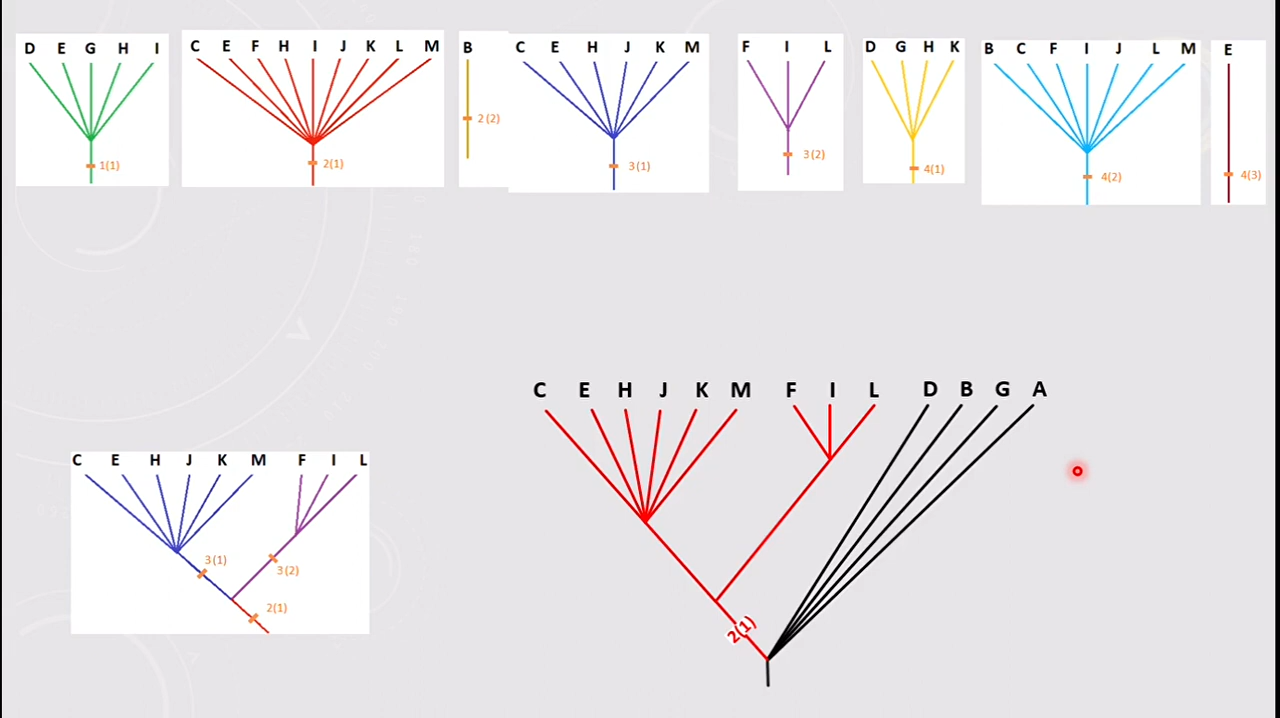 D E G H I
1(1)
C E F H I J K L M
2(1)
B
2(2)
C E H J K M
3(1)
F I L
3(2)
D G H K
4(1)
B C F I J L M
4(2)
E
4(3)
C E H J K M F I L
3(1)
3(2)
2(1)
C E H J K M F I L D B G A
2(1)